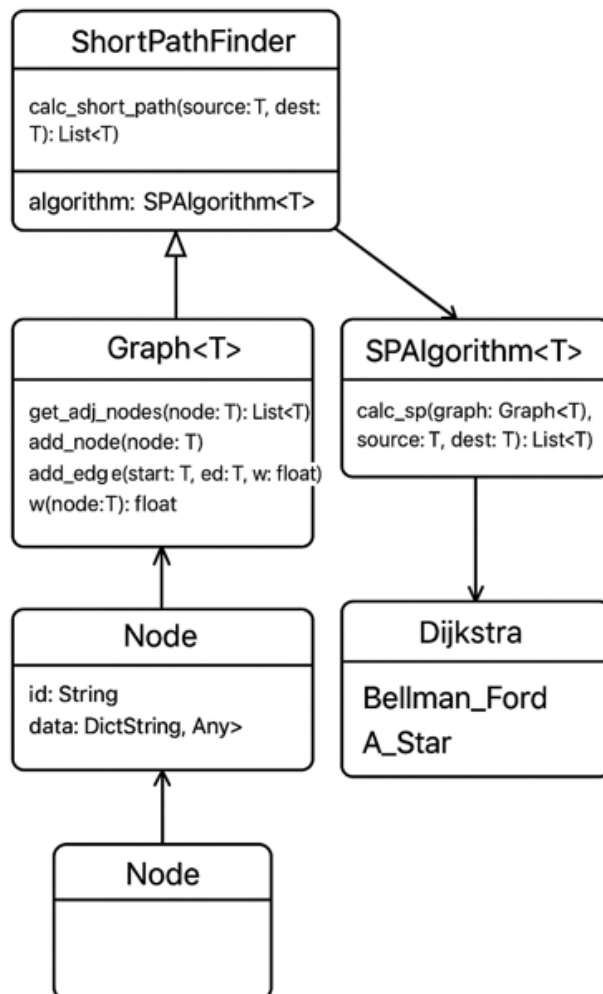 ShortPathFinder
calc_short_path(source: T, dest:
T): List<T)
algorithm: SPAlgorithm<T>
Graph<T>
get_adj_nodes(node: T): List<T)
add_node(node: T)
add_edge(start: T, ed: T, w: float)
w(node:T): float
SPAlgorithm<T>
calc_sp(graph: Graph<T),
source: T, dest: T): List<T)
Node
id: String
data: DictString, Any>
Dijkstra
Bellman_Ford
A_Star
Node